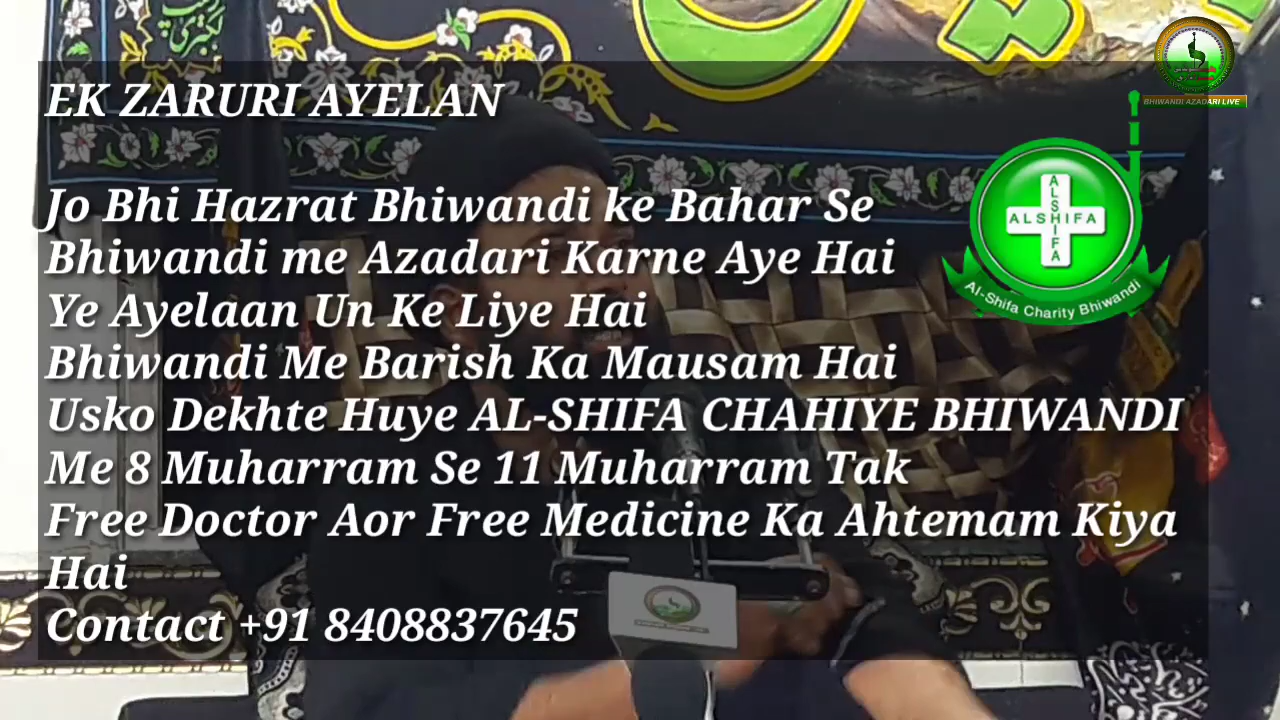 EK ZARURI AYELAN
Jo Bhi Hazrat Bhiwandi ke Bahar Se
Bhiwandi me Azadari Karne Aye Hai
Ye Ayelaan Un Ke Liye Hai
Bhiwandi Me Barish Ka Mausam Hai
Usko Dekhte Huye AL-SHIFA CHAHIYE BHIWANDI
Me 8 Muharram Se 11 Muharram Tak
Free Doctor Aor Free Medicine Ka Ahtemam Kiya
Hai
Contact +91 8408837645
BHIWANDI AZADARI LIVE
ALSHIFA
ALSHIFA
Al-Shifa Charity Bhiwandi